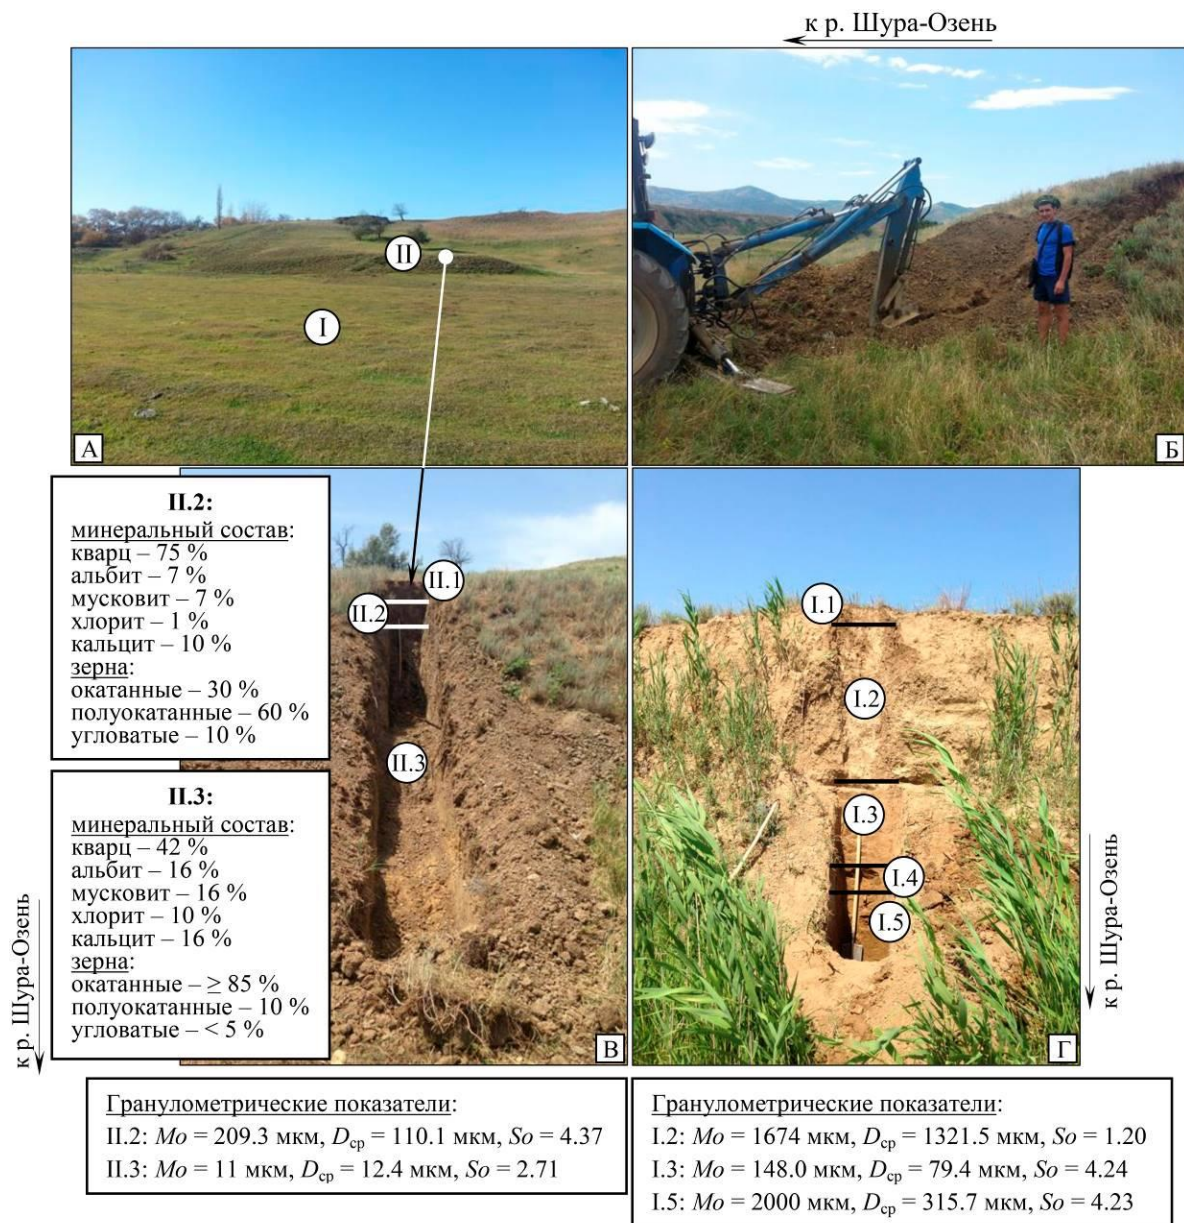 к р. Шура-Озень
I
II
А
Б
II.2:
минеральный состав:
кварц – 75 %
альбит – 7 %
мусковит – 7 %
хлорит – 1 %
кальцит – 10 %
зерна:
окатанные – 30 %
полуокатанные – 60 %
угловатые – 10 %
II.3:
минеральный состав:
кварц – 42 %
альбит – 16 %
мусковит – 16 %
хлорит – 10 %
кальцит – 16 %
зерна:
окатанные – ≥ 85 %
полуокатанные – 10 %
угловатые – < 5 %
к р. Шура-Озень
II.1
II.2
II.3
В
I.1
I.2
I.3
I.4
I.5
Г
к р. Шура-Озень
Гранулометрические показатели:
II.2: Mo = 209.3 мкм, Dср = 110.1 мкм, So = 4.37
II.3: Mo = 11 мкм, Dср = 12.4 мкм, So = 2.71
Гранулометрические показатели:
I.2: Mo = 1674 мкм, Dср = 1321.5 мкм, So = 1.20
I.3: Mo = 148.0 мкм, Dср = 79.4 мкм, So = 4.24
I.5: Mo = 2000 мкм, Dср = 315.7 мкм, So = 4.23